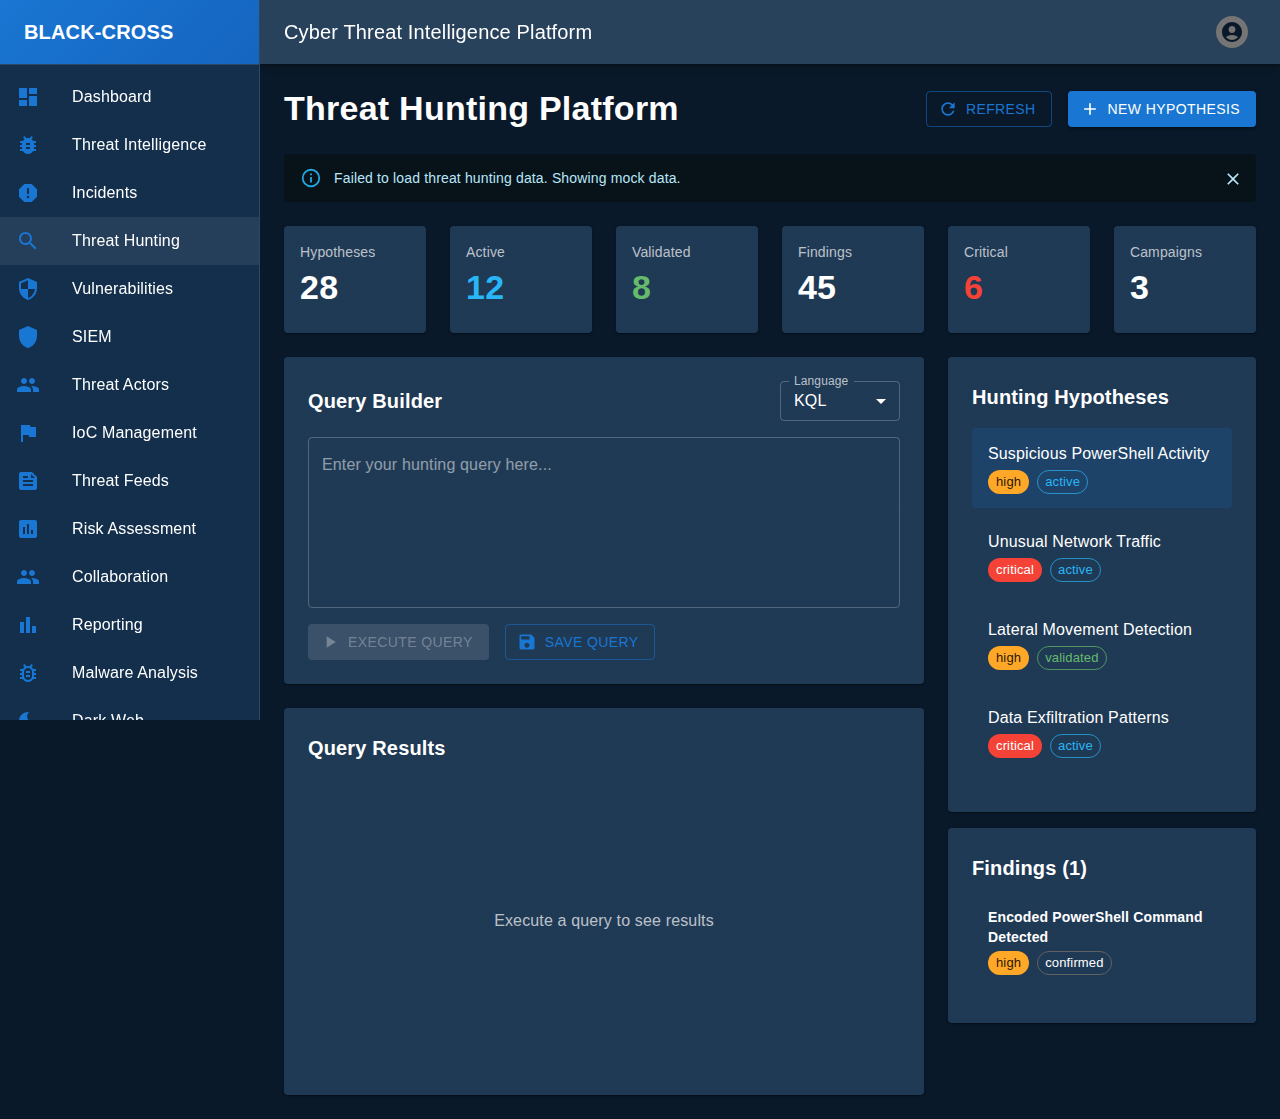 BLACK-CROSS
Cyber Threat Intelligence Platform
Dashboard
Threat Intelligence
Incidents
Threat Hunting
Vulnerabilities
SIEM
Threat Actors
IoC Management
Threat Feeds
Risk Assessment
Collaboration
Reporting
Malware Analysis
Dark Web
Threat Hunting Platform
REFRESH
NEW HYPOTHESIS
Failed to load threat hunting data. Showing mock data.
Hypotheses
28
Active
12
Validated
8
Findings
45
Critical
6
Campaigns
3
Query Builder
Language
KQL
Enter your hunting query here...
EXECUTE QUERY
SAVE QUERY
Query Results
Execute a query to see results
Hunting Hypotheses
Suspicious PowerShell Activity
high active
Unusual Network Traffic
critical active
Lateral Movement Detection
high validated
Data Exfiltration Patterns
critical active
Findings (1)
Encoded PowerShell Command
Detected
high confirmed